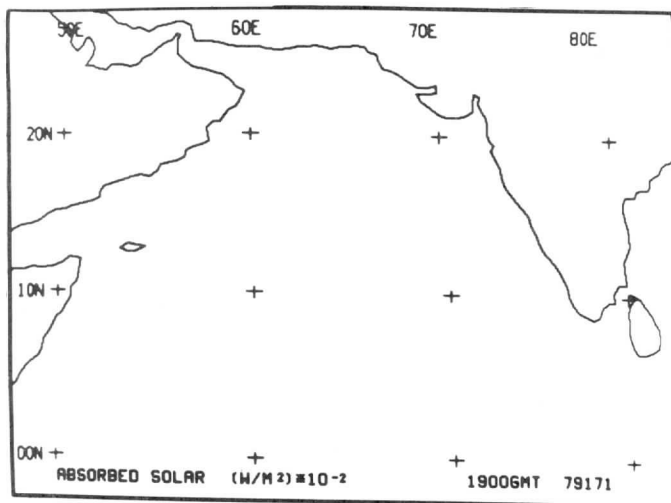 50E 60E 70E 80E
20N
10N
00N
ABSORBED SOLAR (W/M²)*10⁻² 1900GMT 79171